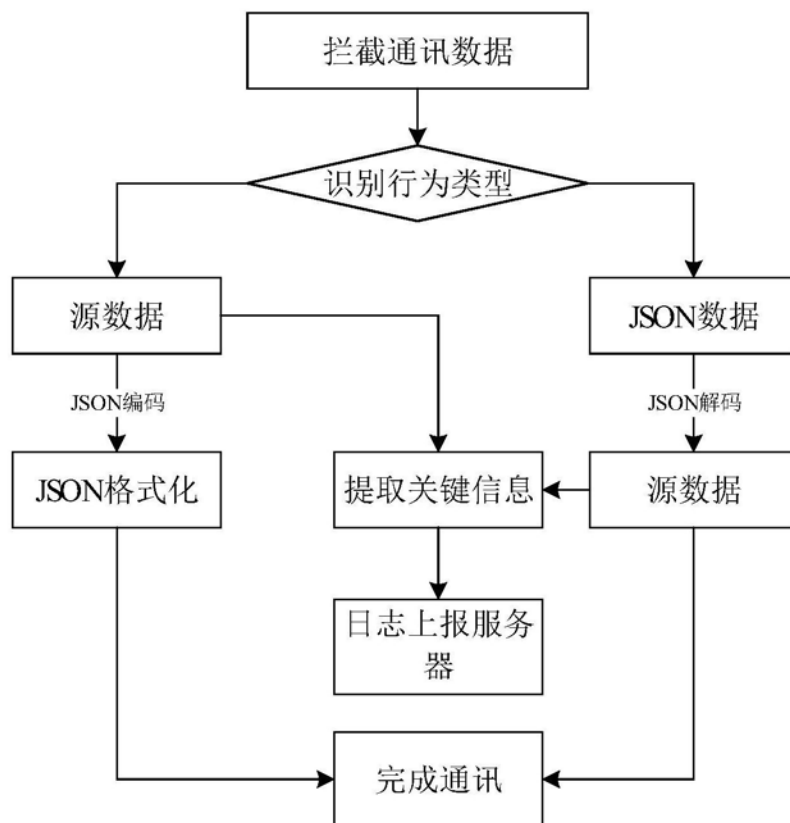 拦截通讯数据
识别行为类型
源数据
JSON数据
JSON编码
JSON解码
JSON格式化
提取关键信息
源数据
日志上报服务
器
完成通讯